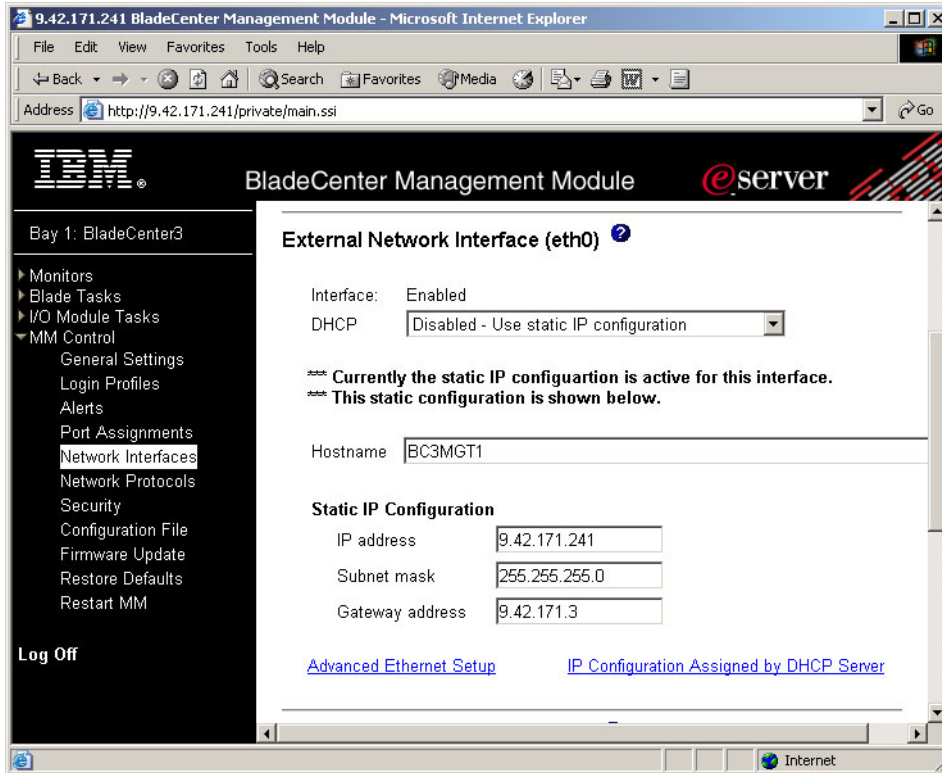 9.42.171.241 BladeCenter Management Module - Microsoft Internet Explorer
File Edit View Favorites Tools Help
Back Search Favorites Media
Address http://9.42.171.241/private/main.ssi Go
IBM® BladeCenter Management Module e server
Bay 1: BladeCenter3
Monitors
Blade Tasks
I/O Module Tasks
MM Control
General Settings
Login Profiles
Alerts
Port Assignments
Network Interfaces
Network Protocols
Security
Configuration File
Firmware Update
Restore Defaults
Restart MM
Log Off
External Network Interface (eth0) ?
Interface: Enabled
DHCP Disabled - Use static IP configuration
*** Currently the static IP configuartion is active for this interface.
*** This static configuration is shown below.
Hostname BC3MGT1
Static IP Configuration
IP address 9.42.171.241
Subnet mask 255.255.255.0
Gateway address 9.42.171.3
Advanced Ethernet Setup IP Configuration Assigned by DHCP Server
Internet